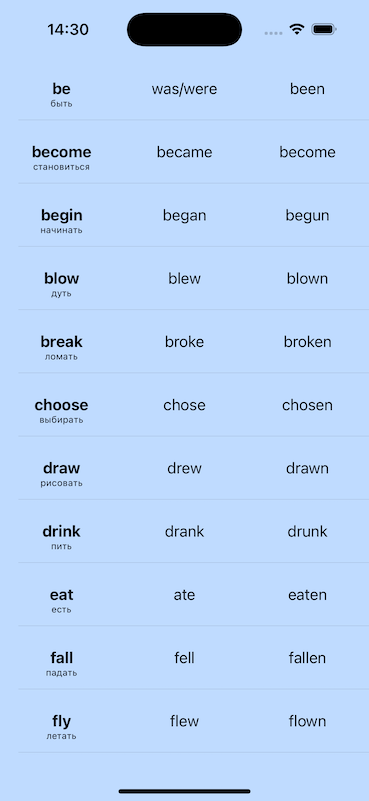 14:30
be was/were been
быть
become became become
становиться
begin began begun
начинать
blow blew blown
дуть
break broke broken
ломать
choose chose chosen
выбирать
draw drew drawn
рисовать
drink drank drunk
пить
eat ate eaten
есть
fall fell fallen
падать
fly flew flown
летать